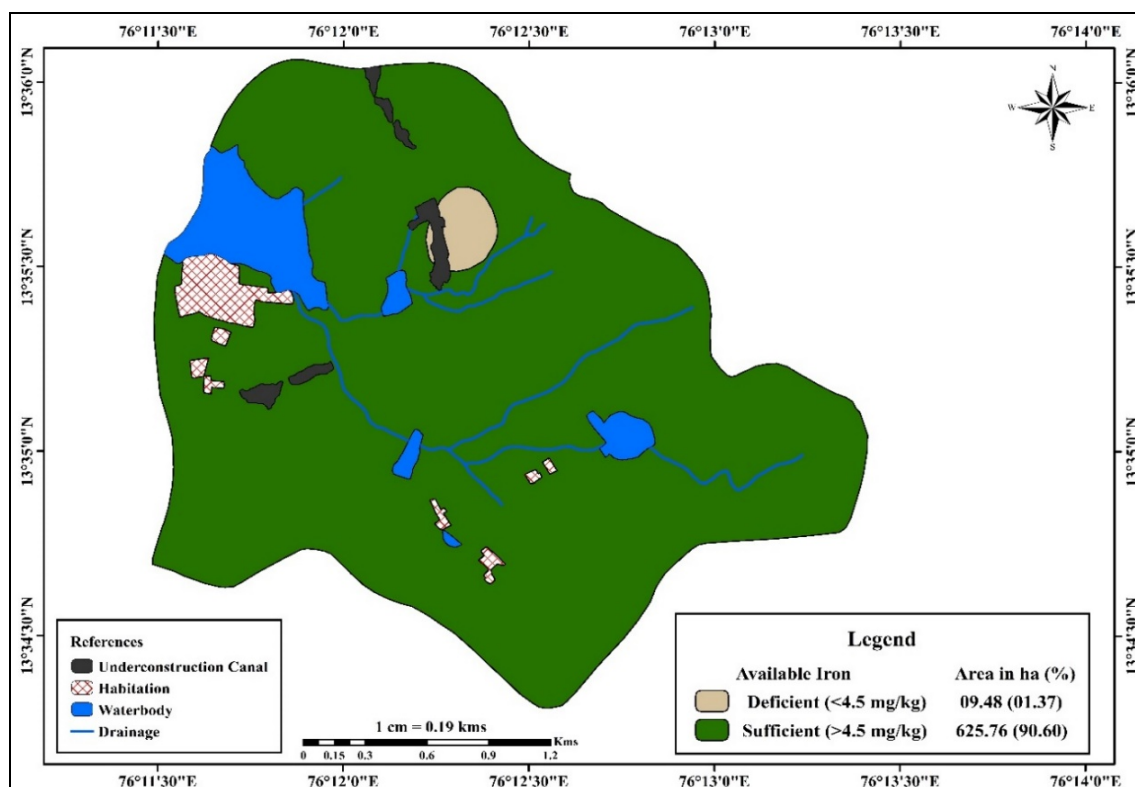 76°11'30"E 76°12'0"E 76°12'30"E 76°13'0"E 76°13'30"E 76°14'0"E
13°36'0"N 13°36'0"N
N
W E
S
13°35'30"N 13°35'30"N
13°35'0"N 13°35'0"N
13°34'30"N 13°34'30"N
References
Underconstruction Canal
Habitation
Waterbody
Drainage
1 cm = 0.19 kms
Kms
0 0.15 0.3 0.6 0.9 1.2
Legend
Available Iron Area in ha (%)
Deficient (<4.5 mg/kg) 09.48 (01.37)
Sufficient (>4.5 mg/kg) 625.76 (90.60)
76°11'30"E 76°12'0"E 76°12'30"E 76°13'0"E 76°13'30"E 76°14'0"E